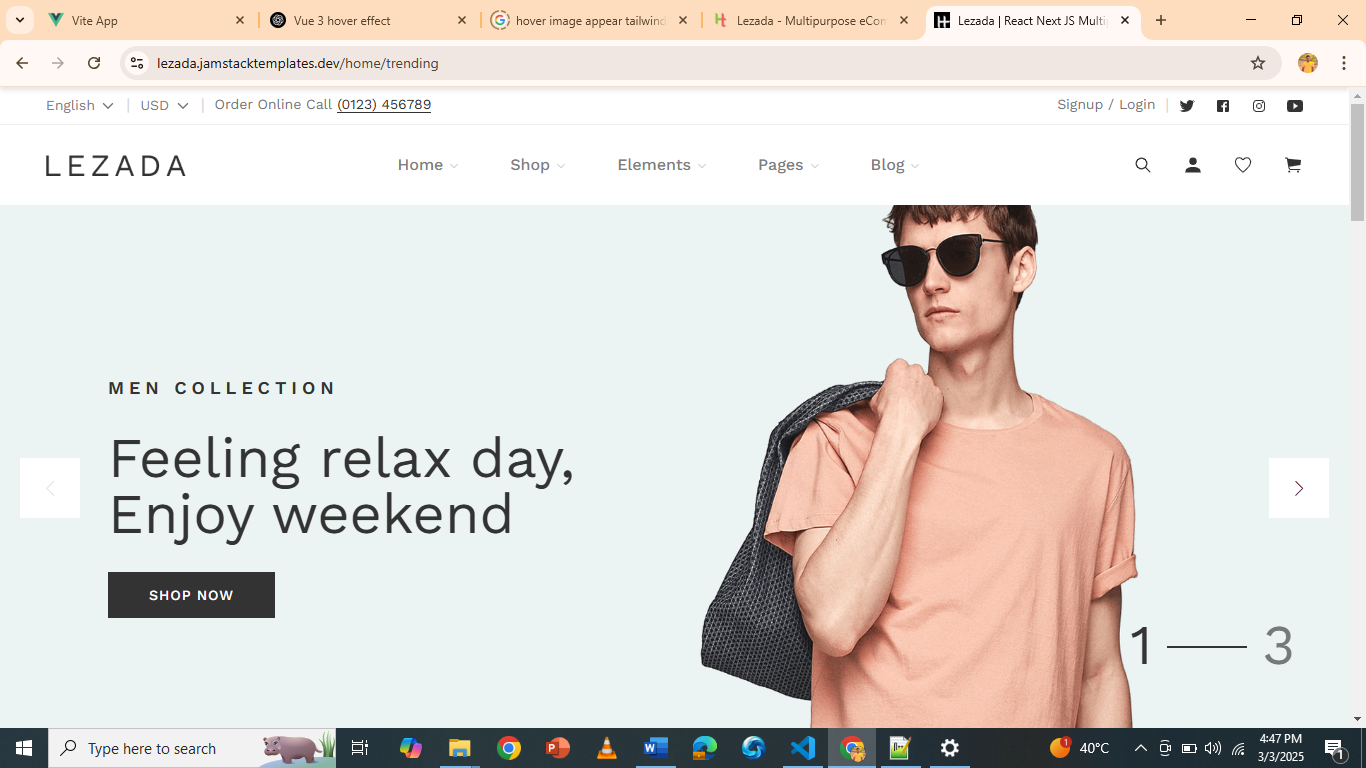 Vite App
Vue 3 hover effect
hover image appear tailwind
Lezada - Multipurpose eCom
Lezada | React Next JS Multip
lezada.jamstacktemplates.dev/home/trending
English USD Order Online Call (0123) 456789
Signup / Login
LEZADA
Home Shop Elements Pages Blog
MEN COLLECTION
Feeling relax day,
Enjoy weekend
SHOP NOW
1 3
Type here to search
1
40°C
4:47 PM
3/3/2025
1